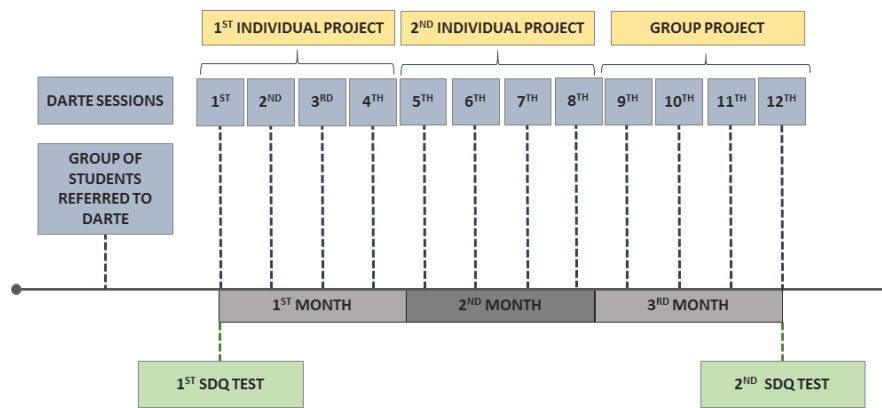 1ST INDIVIDUAL PROJECT
2ND INDIVIDUAL PROJECT
GROUP PROJECT
DARTE SESSIONS
1ST
2ND
3RD
4TH
5TH
6TH
7TH
8TH
9TH
10TH
11TH
12TH
GROUP OF
STUDENTS
REFERRED TO
DARTE
1ST MONTH
2ND MONTH
3RD MONTH
1ST SDQ TEST
2ND SDQ TEST